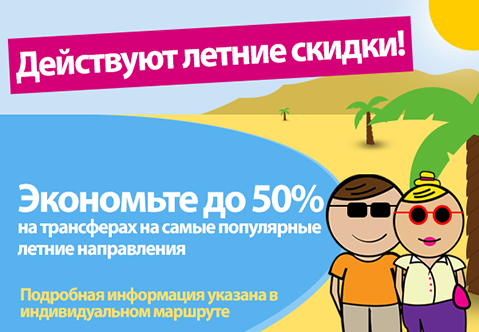 Действуют летние скидки!
Экономьте до 50%
на трансферах на самые популярные
летние направления
Подробная информация указана в
индивидуальном маршруте